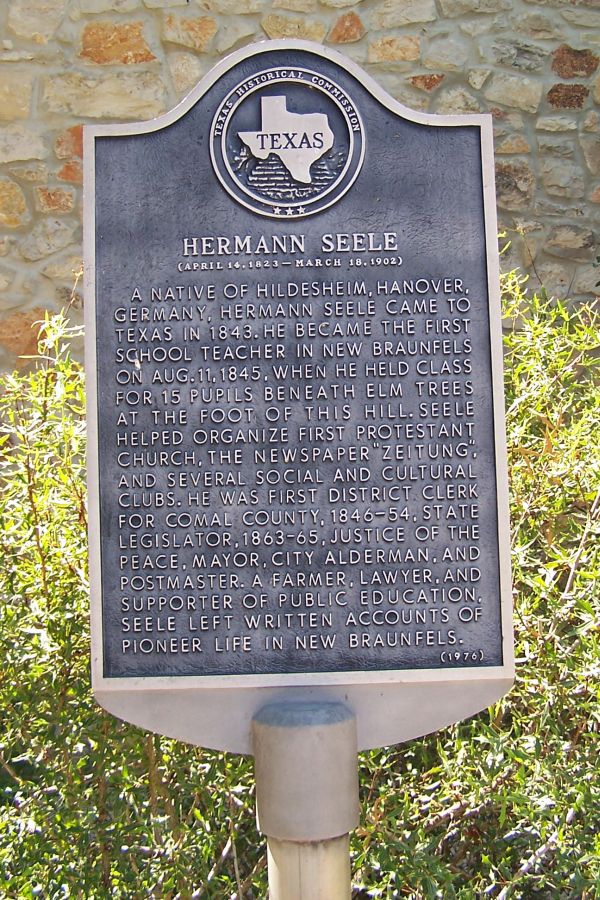 TEXAS HISTORICAL COMMISSION
TEXAS
HERMANN SEELE
(APRIL 14, 1823 — MARCH 18, 1902)
A NATIVE OF HILDESHEIM, HANOVER,
GERMANY, HERMANN SEELE CAME TO
TEXAS IN 1843. HE BECAME THE FIRST
SCHOOL TEACHER IN NEW BRAUNFELS
ON AUG. 11, 1845, WHEN HE HELD CLASS
FOR 15 PUPILS BENEATH ELM TREES
AT THE FOOT OF THIS HILL. SEELE
HELPED ORGANIZE FIRST PROTESTANT
CHURCH, THE NEWSPAPER "ZEITUNG",
AND SEVERAL SOCIAL AND CULTURAL
CLUBS. HE WAS FIRST DISTRICT CLERK
FOR COMAL COUNTY, 1846-54, STATE
LEGISLATOR, 1863-65, JUSTICE OF THE
PEACE, MAYOR, CITY ALDERMAN, AND
POSTMASTER. A FARMER, LAWYER, AND
SUPPORTER OF PUBLIC EDUCATION,
SEELE LEFT WRITTEN ACCOUNTS OF
PIONEER LIFE IN NEW BRAUNFELS.
(1976)